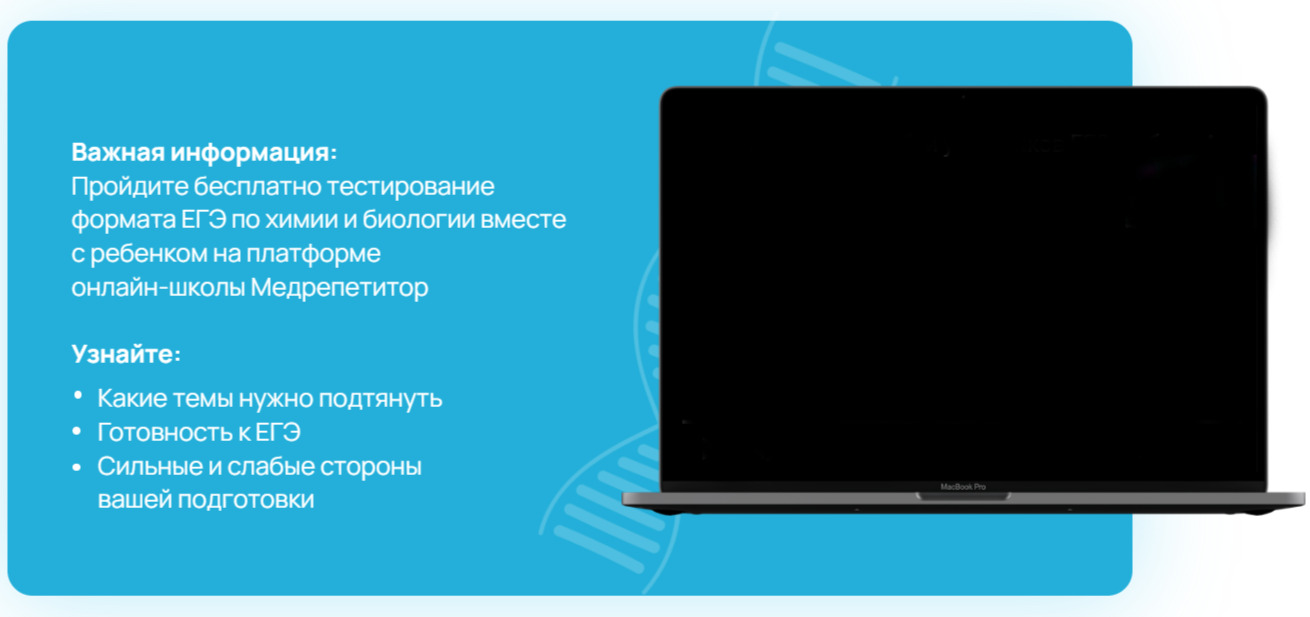 Важная информация:
Пройдите бесплатно тестирование
формата ЕГЭ по химии и биологии вместе
с ребенком на платформе
онлайн-школы Медрепетитор
Узнайте:
• Какие темы нужно подтянуть
• Готовность к ЕГЭ
• Сильные и слабые стороны
вашей подготовки
MacBook Pro